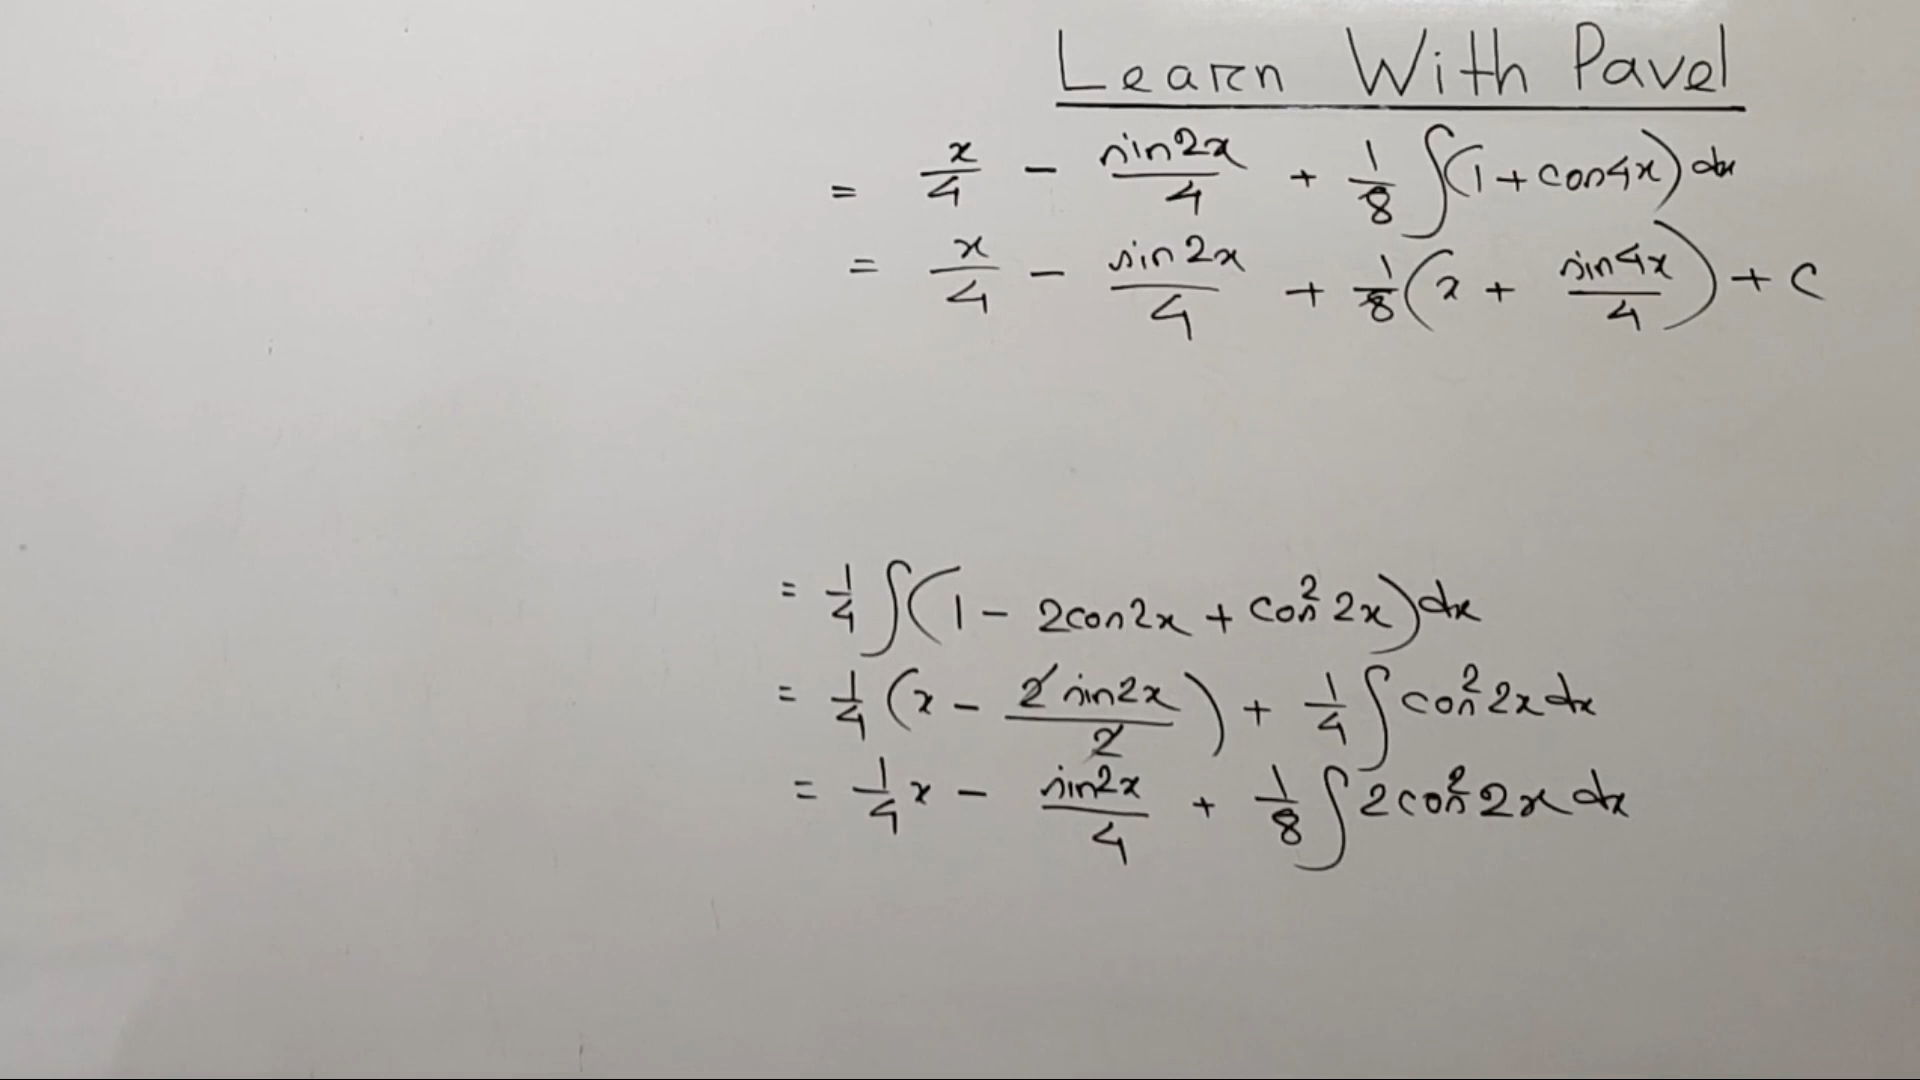 Learn With Pavel
= x/4 - sin2x/4 + 1/8 ∫(1 + cos4x) dx
= x/4 - sin2x/4 + 1/8 (x + sin4x/4) + c
= 1/4 ∫(1 - 2cos2x + cos²2x) dx
= 1/4 (x - 2sin2x/2) + 1/4 ∫cos²2x dx
= 1/4 x - sin2x/4 + 1/8 ∫2cos²2x dx